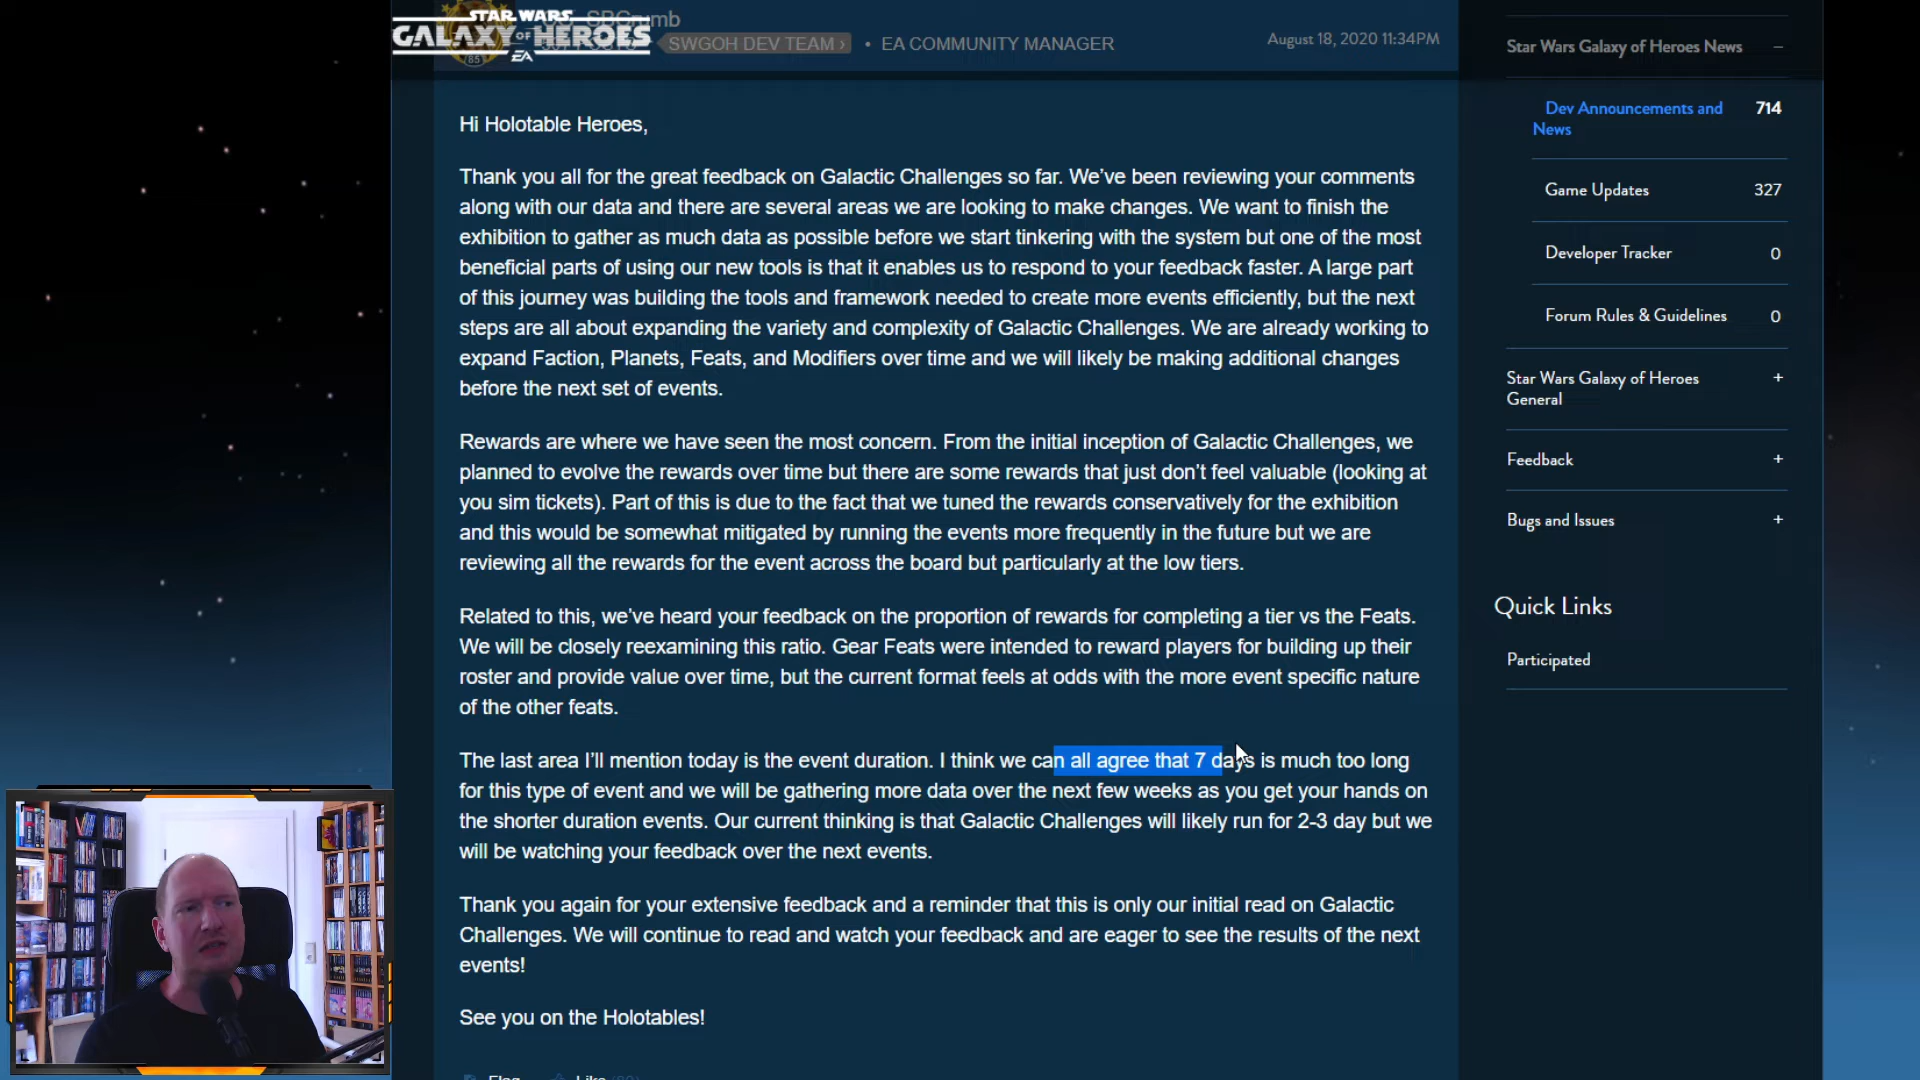 STAR WARS
GALAXY OF HEROES
EA
SBCrumb
85
SWGOH DEV TEAM › • EA COMMUNITY MANAGER
August 18, 2020 11:34PM
Hi Holotable Heroes,
Thank you all for the great feedback on Galactic Challenges so far. We've been reviewing your comments
along with our data and there are several areas we are looking to make changes. We want to finish the
exhibition to gather as much data as possible before we start tinkering with the system but one of the most
beneficial parts of using our new tools is that it enables us to respond to your feedback faster. A large part
of this journey was building the tools and framework needed to create more events efficiently, but the next
steps are all about expanding the variety and complexity of Galactic Challenges. We are already working to
expand Faction, Planets, Feats, and Modifiers over time and we will likely be making additional changes
before the next set of events.
Rewards are where we have seen the most concern. From the initial inception of Galactic Challenges, we
planned to evolve the rewards over time but there are some rewards that just don't feel valuable (looking at
you sim tickets). Part of this is due to the fact that we tuned the rewards conservatively for the exhibition
and this would be somewhat mitigated by running the events more frequently in the future but we are
reviewing all the rewards for the event across the board but particularly at the low tiers.
Related to this, we've heard your feedback on the proportion of rewards for completing a tier vs the Feats.
We will be closely reexamining this ratio. Gear Feats were intended to reward players for building up their
roster and provide value over time, but the current format feels at odds with the more event specific nature
of the other feats.
The last area I'll mention today is the event duration. I think we can all agree that 7 days is much too long
for this type of event and we will be gathering more data over the next few weeks as you get your hands on
the shorter duration events. Our current thinking is that Galactic Challenges will likely run for 2-3 day but we
will be watching your feedback over the next events.
Thank you again for your extensive feedback and a reminder that this is only our initial read on Galactic
Challenges. We will continue to read and watch your feedback and are eager to see the results of the next
events!
See you on the Holotables!
Flag Like
Star Wars Galaxy of Heroes News −
Dev Announcements and 714
News
Game Updates 327
Developer Tracker 0
Forum Rules & Guidelines 0
Star Wars Galaxy of Heroes +
General
Feedback +
Bugs and Issues +
Quick Links
Participated